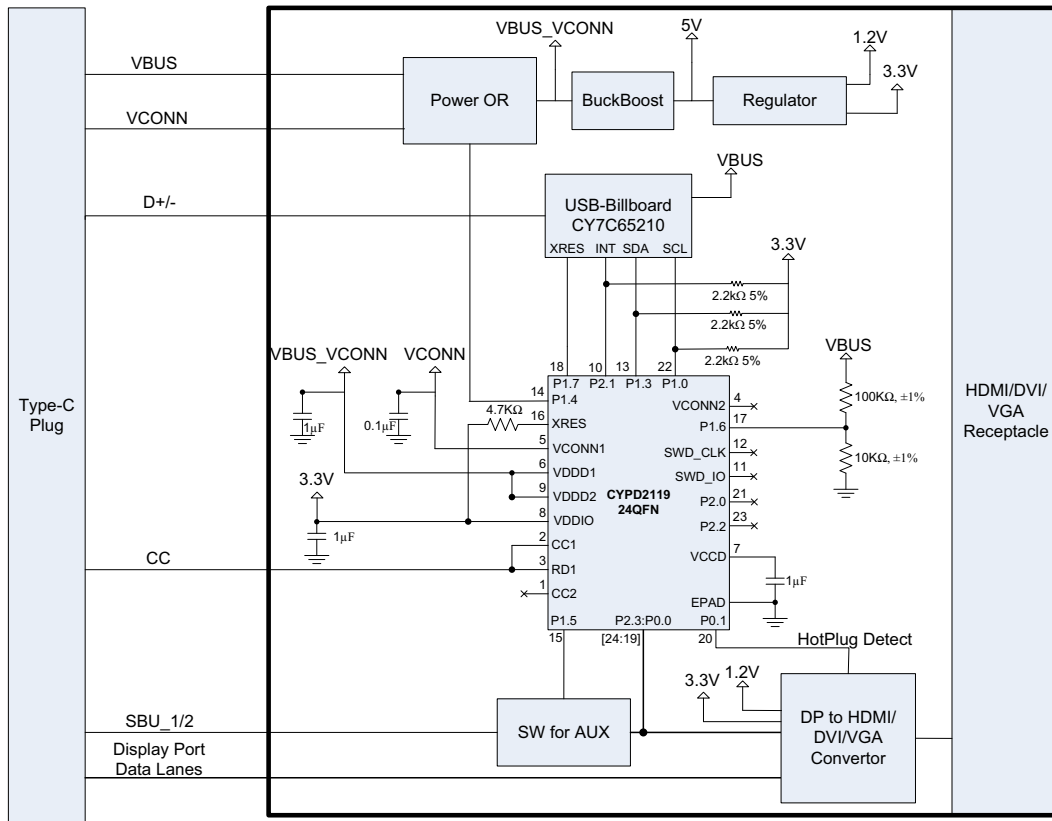 VBUS_VCONN
5V
1.2V
3.3V
VBUS
VCONN
Power OR
BuckBoost
Regulator
VBUS
D+/-
USB-Billboard
CY7C65210
XRES INT SDA SCL
3.3V
2.2kΩ 5%
2.2kΩ 5%
2.2kΩ 5%
VBUS_VCONN
VCONN
VBUS
18 10 13 22
P1.7 P2.1 P1.3 P1.0
Type-C
Plug
HDMI/DVI/
VGA
Receptacle
1µF
0.1µF
4.7KΩ
3.3V
1µF
14 P1.4
16 XRES
5 VCONN1
6 VDDD1
9 VDDD2
8 VDDIO
2 CC1
3 RD1
1 CC2
CYPD2119
24QFN
VCONN2 4
P1.6 17
SWD_CLK 12
SWD_IO 11
P2.0 21
P2.2 23
VCCD 7
EPAD
100KΩ, ±1%
10KΩ, ±1%
1µF
CC
P1.5 P2.3:P0.0 P0.1
15 [24:19] 20
HotPlug Detect
3.3V
1.2V
SBU_1/2
SW for AUX
DP to HDMI/
DVI/VGA
Convertor
Display Port
Data Lanes